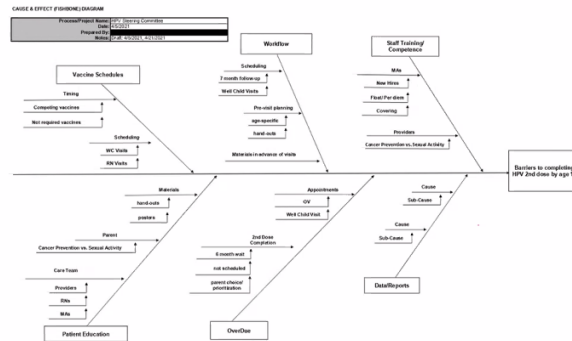 CAUSE & EFFECT (FISHBONE) DIAGRAM
Process/Project Name: HPV Steering Committee
Date: 4/5/2021
Prepared By:
Notes: Draft: 4/9/2021, 4/21/2021
Workflow
Staff Training/
Competence
Vaccine Schedules
Scheduling
7 month follow-up
Well Child Visits
Pre-visit planning
age-specific
hand-outs
Materials in advance of visits
MAs
New Hires
Float/ Per diem
Covering
Providers
Cancer Prevention vs. Sexual Activity
Timing
Competing vaccines
Not required vaccines
Scheduling
WC Visits
RN Visits
Barriers to completing
HPV 2nd dose by age
Materials
hand-outs
posters
Parent
Cancer Prevention vs. Sexual Activity
Care Team
Providers
RNs
MAs
Appointments
OV
Well Child Visit
2nd Dose
Completion
6 month wait
not scheduled
parent choice/
prioritization
Cause
Sub-Cause
Cause
Sub-Cause
Patient Education
OverDue
Data/Reports